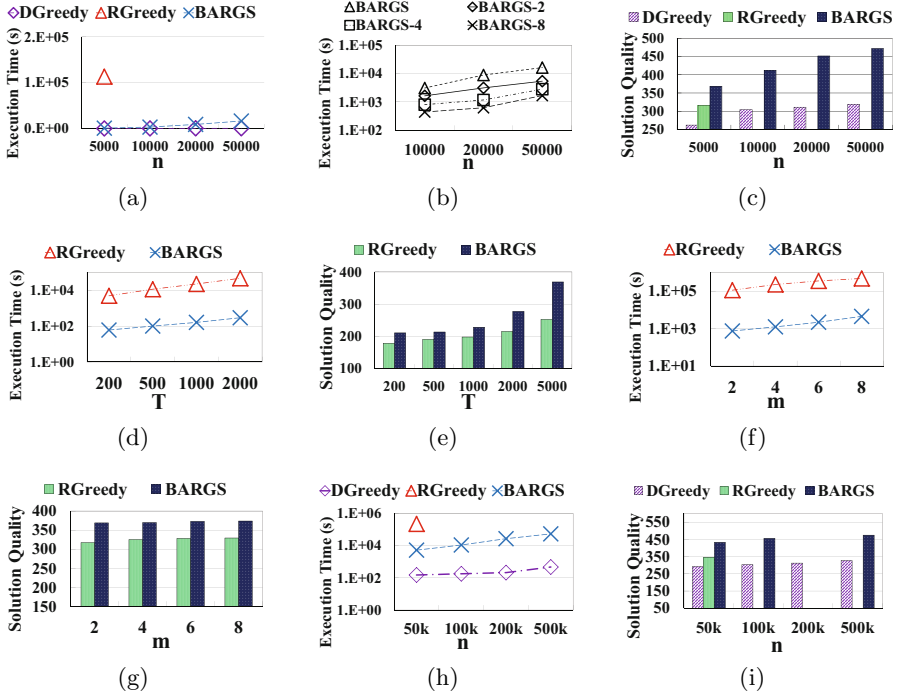 DGreedy RGreedy BARGS
Execution Time (s)
2.E+05
1.E+05
0.E+00
5000 10000 20000 50000
n
(a)
BARGS BARGS-2
BARGS-4 BARGS-8
Execution Time (s)
1.E+05
1.E+04
1.E+03
1.E+02
10000 20000 50000
n
(b)
DGreedy RGreedy BARGS
Solution Quality
500
450
400
350
300
250
5000 10000 20000 50000
n
(c)
RGreedy BARGS
Execution Time (s)
1.E+04
1.E+02
1.E+00
200 500 1000 2000
T
(d)
RGreedy BARGS
Solution Quality
400
300
200
100
200 500 1000 2000 5000
T
(e)
RGreedy BARGS
Execution Time (s)
1.E+05
1.E+03
1.E+01
2 4 6 8
m
(f)
RGreedy BARGS
Solution Quality
400
350
300
250
200
150
2 4 6 8
m
(g)
DGreedy RGreedy BARGS
Execution Time (s)
1.E+06
1.E+04
1.E+02
1.E+00
50k 100k 200k 500k
n
(h)
DGreedy RGreedy BARGS
Solution Quality
550
450
350
250
150
50
50k 100k 200k 500k
n
(i)